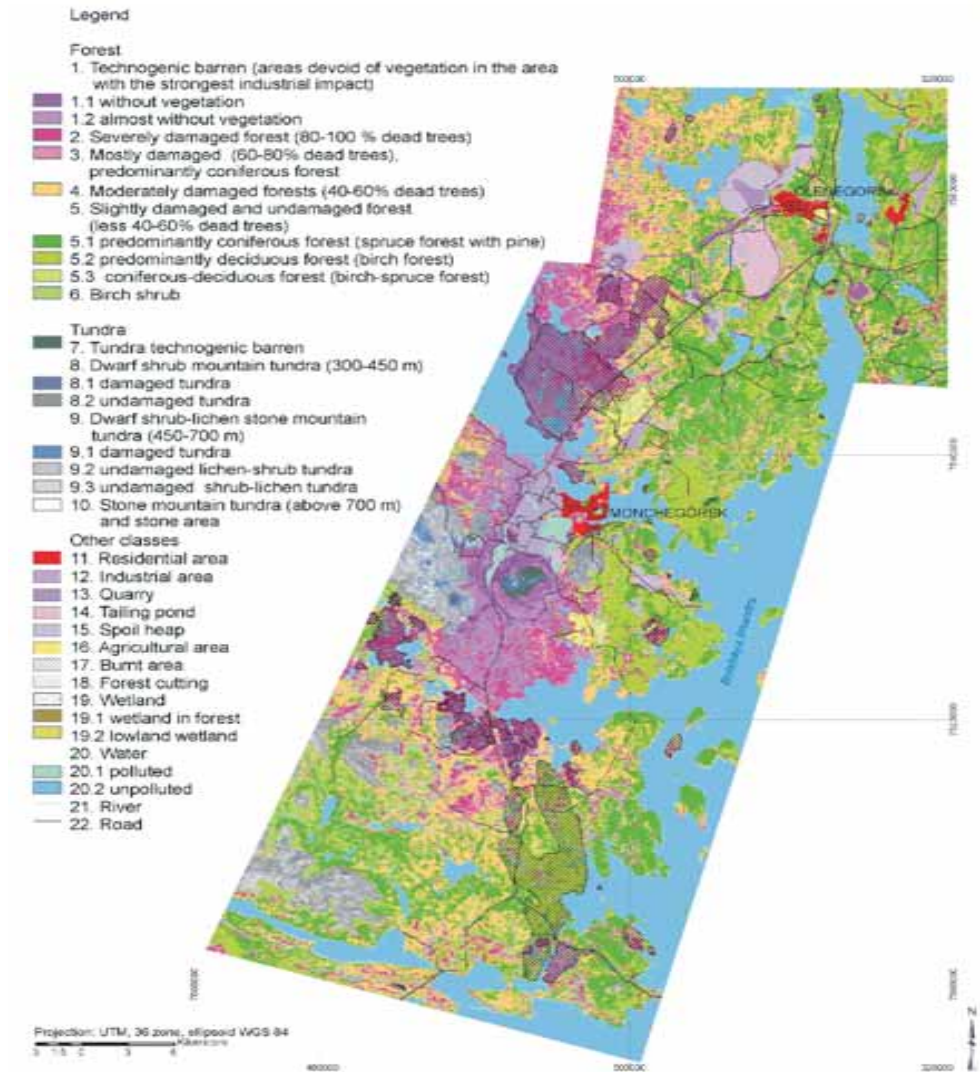 Legend
Forest
1. Technogenic barren (areas devoid of vegetation in the area
with the strongest industrial impact)
1.1 without vegetation
1.2 almost without vegetation
2. Severely damaged forest (80-100 % dead trees)
3. Mostly damaged (60-80% dead trees),
predominantly coniferous forest
4. Moderately damaged forests (40-60% dead trees)
5. Slightly damaged and undamaged forest
(less 40-60% dead trees)
5.1 predominantly coniferous forest (spruce forest with pine)
5.2 predominantly deciduous forest (birch forest)
5.3 coniferous-deciduous forest (birch-spruce forest)
6. Birch shrub
Tundra
7. Tundra technogenic barren
8. Dwarf shrub mountain tundra (300-450 m)
8.1 damaged tundra
8.2 undamaged tundra
9. Dwarf shrub-lichen stone mountain
tundra (450-700 m)
9.1 damaged tundra
9.2 undamaged lichen-shrub tundra
9.3 undamaged shrub-lichen tundra
10. Stone mountain tundra (above 700 m)
and stone area
Other classes
11. Residential area
12. Industrial area
13. Quarry
14. Tailing pond
15. Spoil heap
16. Agricultural area
17. Burnt area
18. Forest cutting
19. Wetland
19.1 wetland in forest
19.2 lowland wetland
20. Water
20.1 polluted
20.2 unpolluted
21. River
22. Road
OLENEGORSK
MONCHEGORSK
Projection: UTM, 36 zone, ellipsoid WGS 84
Kilometers